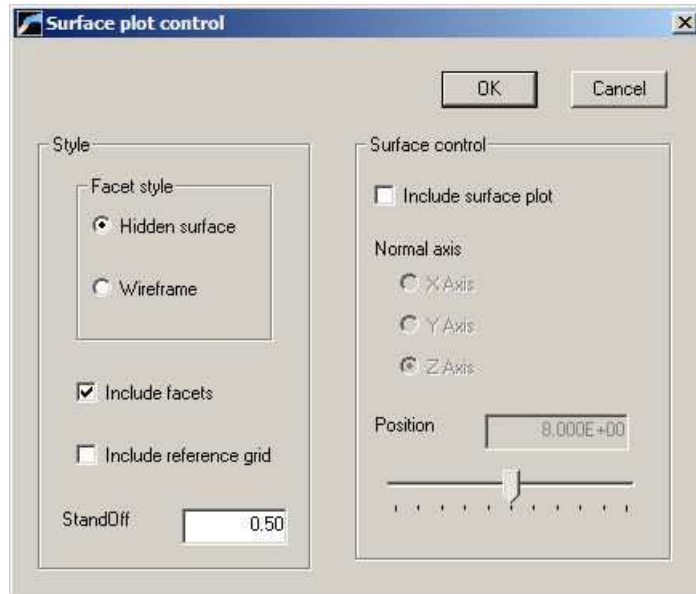 Surface plot control
OK
Cancel
Style
Facet style
Hidden surface
Wireframe
Include facets
Include reference grid
StandOff
0.50
Surface control
Include surface plot
Normal axis
X Axis
Y Axis
Z Axis
Position
8.000E+00